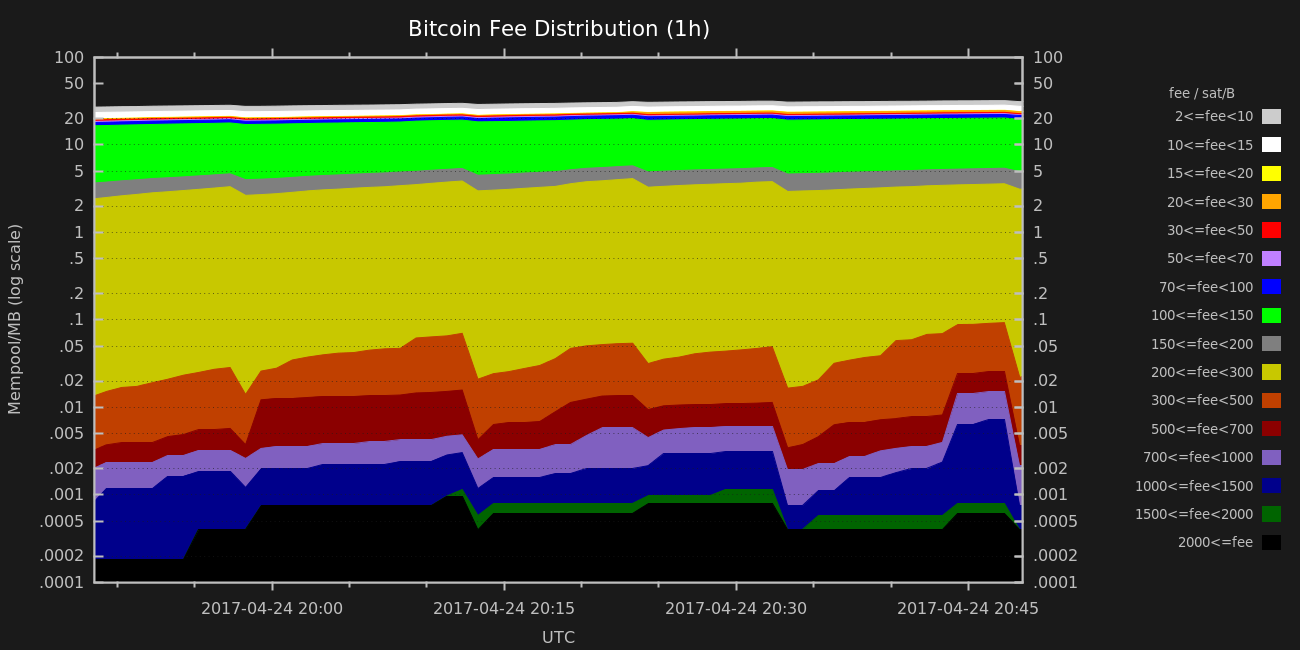 Bitcoin Fee Distribution (1h)
100 100
50 50
20 20
10 10
5 5
2 2
1 1
.5 .5
.2 .2
.1 .1
.05 .05
.02 .02
.01 .01
.005 .005
.002 .002
.001 .001
.0005 .0005
.0002 .0002
.0001 .0001
Mempool/MB (log scale)
2017-04-24 20:00 2017-04-24 20:15 2017-04-24 20:30 2017-04-24 20:45
UTC
fee / sat/B
2<=fee<10
10<=fee<15
15<=fee<20
20<=fee<30
30<=fee<50
50<=fee<70
70<=fee<100
100<=fee<150
150<=fee<200
200<=fee<300
300<=fee<500
500<=fee<700
700<=fee<1000
1000<=fee<1500
1500<=fee<2000
2000<=fee